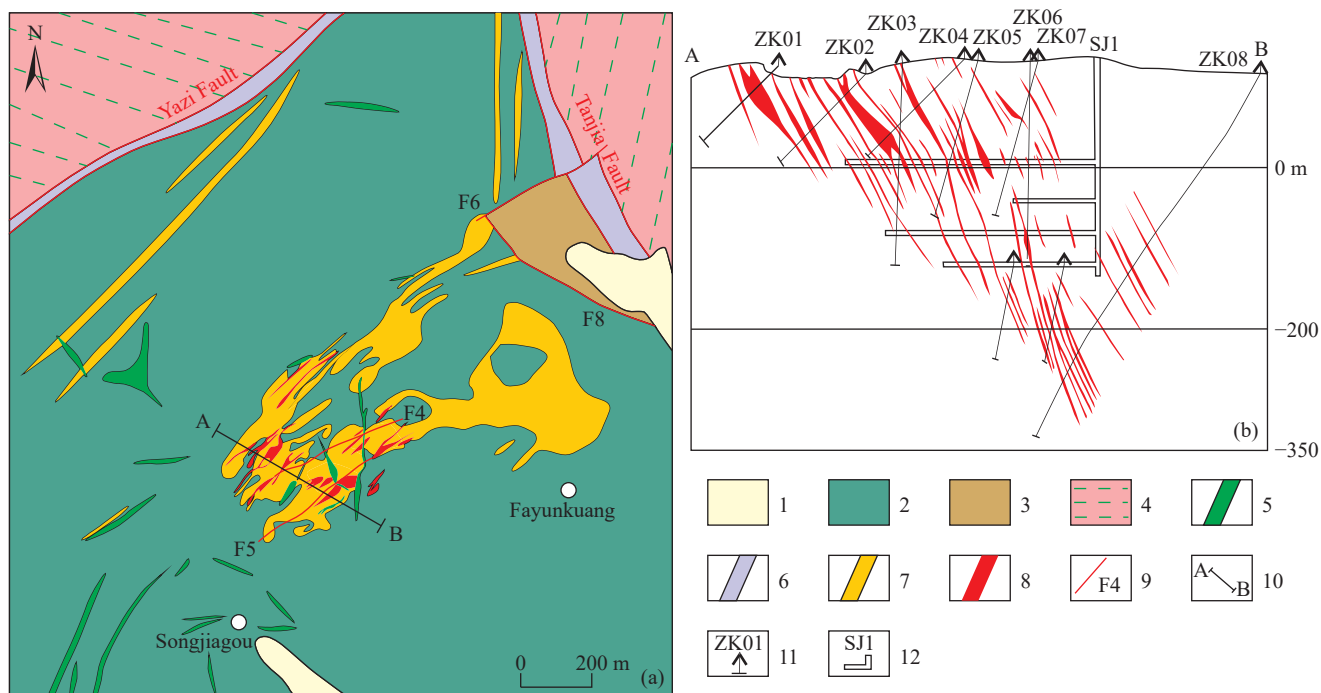 N
Yazi Fault
Tanjia Fault
F6
F8
F4
A
B
F5
Fayunkuang
Songjiagou
0 200 m
(a)
A
ZK01
ZK02
ZK03
ZK04
ZK05
ZK06
ZK07
SJ1
ZK08
B
0 m
−200
(b)
−350
1
2
3
4
5
6
7
8
F4 9
A B 10
ZK01 11
SJ1 12